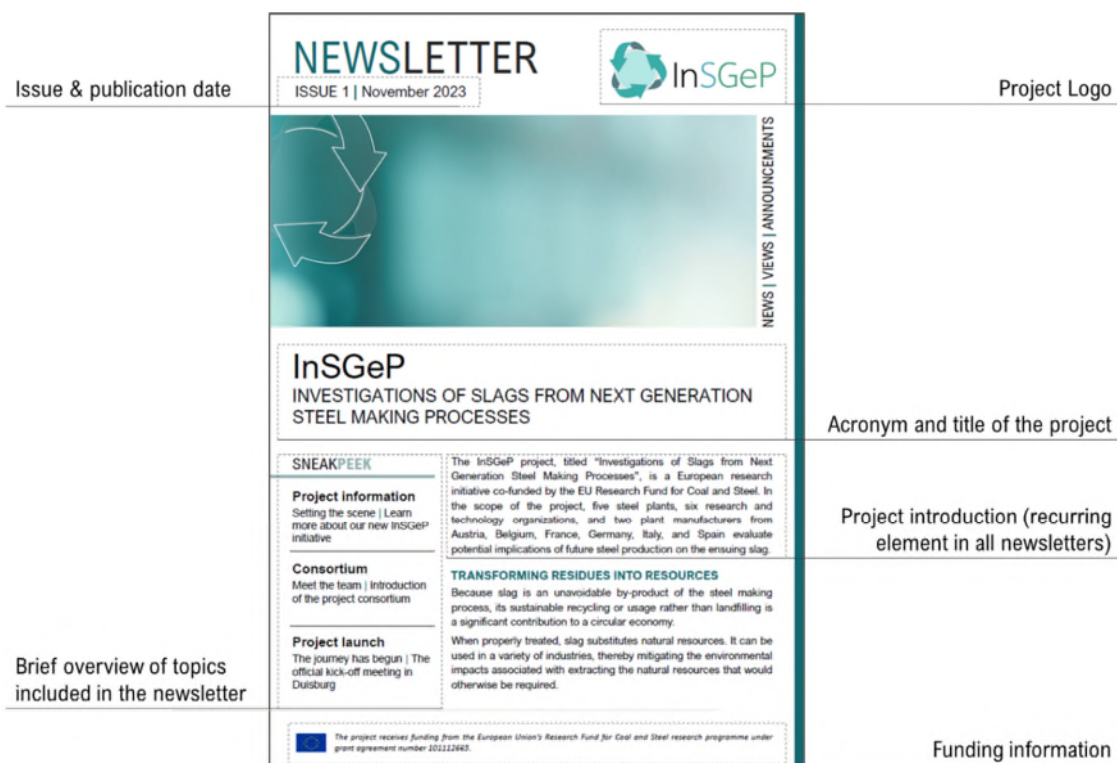 NEWSLETTER
ISSUE 1 | November 2023
InSGeP
Issue & publication date
Project Logo
NEWS | VIEWS | ANNOUNCEMENTS
InSGeP
INVESTIGATIONS OF SLAGS FROM NEXT GENERATION
STEEL MAKING PROCESSES
Acronym and title of the project
SNEAKPEEK
Project information
Setting the scene | Learn
more about our new InSGeP
initiative
Consortium
Meet the team | Introduction
of the project consortium
Project launch
The journey has begun | The
official kick-off meeting in
Duisburg
Brief overview of topics
included in the newsletter
The InSGeP project, titled "Investigations of Slags from Next
Generation Steel Making Processes", is a European research
initiative co-funded by the EU Research Fund for Coal and Steel. In
the scope of the project, five steel plants, six research and
technology organizations, and two plant manufacturers from
Austria, Belgium, France, Germany, Italy, and Spain evaluate
potential implications of future steel production on the ensuing slag.
Project introduction (recurring
element in all newsletters)
TRANSFORMING RESIDUES INTO RESOURCES
Because slag is an unavoidable by-product of the steel making
process, its sustainable recycling or usage rather than landfilling is
a significant contribution to a circular economy.
When properly treated, slag substitutes natural resources. It can be
used in a variety of industries, thereby mitigating the environmental
impacts associated with extracting the natural resources that would
otherwise be required.
The project receives funding from the European Union's Research Fund for Coal and Steel research programme under
grant agreement number 101112665.
Funding information